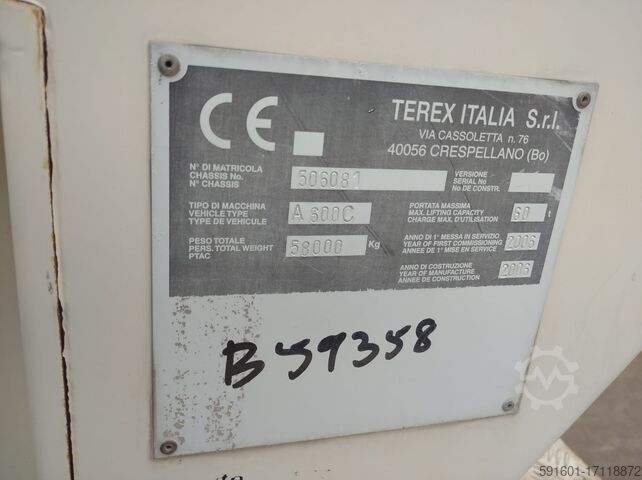 CE
TEREX ITALIA S.r.l.
VIA CASSOLETTA n. 76
40056 CRESPELLANO (Bo)
N° DI MATRICOLA
CHASSIS No.
N° CHASSIS
506081
VERSIONE
SERIAL No
No DE CONSTR.
TIPO DI MACCHINA
VEHICLE TYPE
TYPE DE VEHICULE
A 600C
PORTATA MASSIMA
MAX. LIFTING CAPACITY
CHARGE MAX. D'UTILISATION
60 t
PESO TOTALE
PERS. TOTAL WEIGHT
PTAC
58000 Kg
ANNO DI 1° MESSA IN SERVIZIO
YEAR OF FIRST COMMISSIONING
ANNEE DE 1° MISE EN SERVICE
2006
ANNO DI COSTRUZIONE
YEAR OF MANUFACTURE
ANNEE DE CONSTRUCTION
2006
B59358
591601-17118872